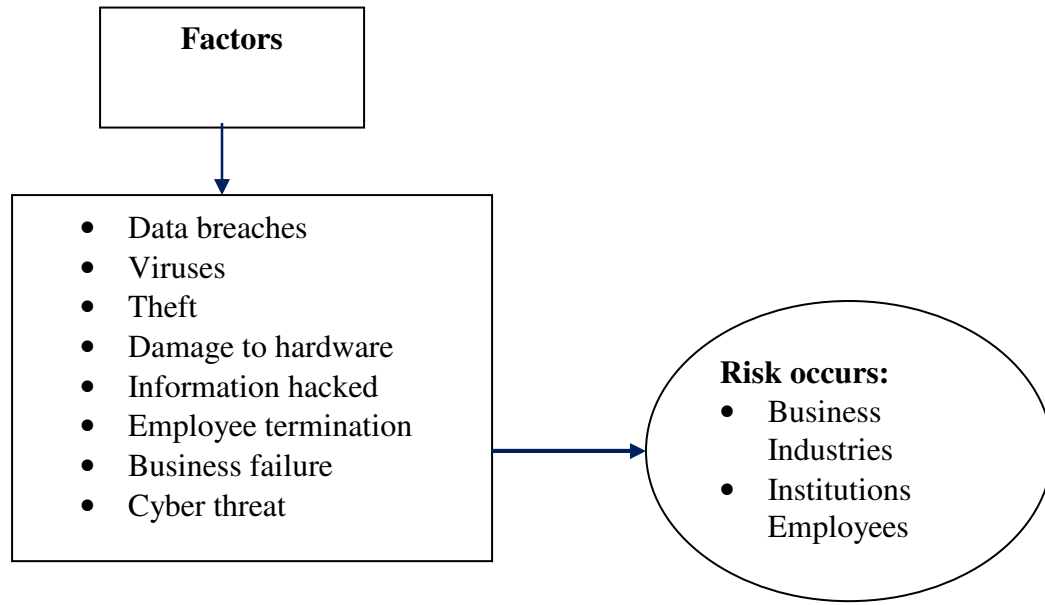 Factors
• Data breaches
• Viruses
• Theft
• Damage to hardware
• Information hacked
• Employee termination
• Business failure
• Cyber threat
Risk occurs:
• Business
Industries
• Institutions
Employees